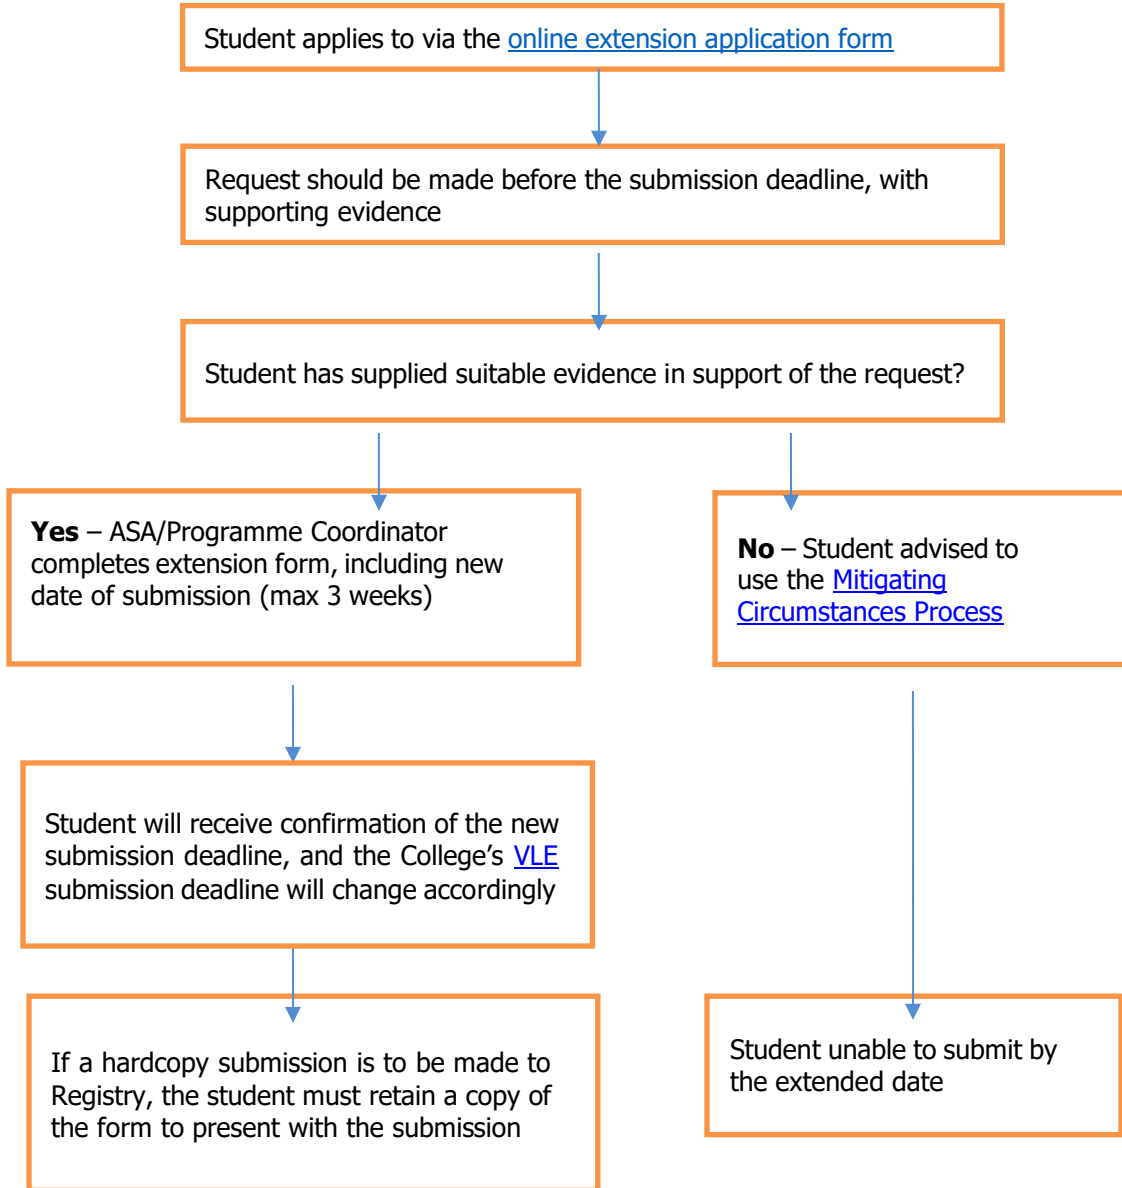 Student applies to via the online extension application form
Request should be made before the submission deadline, with
supporting evidence
Student has supplied suitable evidence in support of the request?
Yes – ASA/Programme Coordinator
completes extension form, including new
date of submission (max 3 weeks)
No – Student advised to
use the Mitigating
Circumstances Process
Student will receive confirmation of the new
submission deadline, and the College’s VLE
submission deadline will change accordingly
If a hardcopy submission is to be made to
Registry, the student must retain a copy of
the form to present with the submission
Student unable to submit by
the extended date